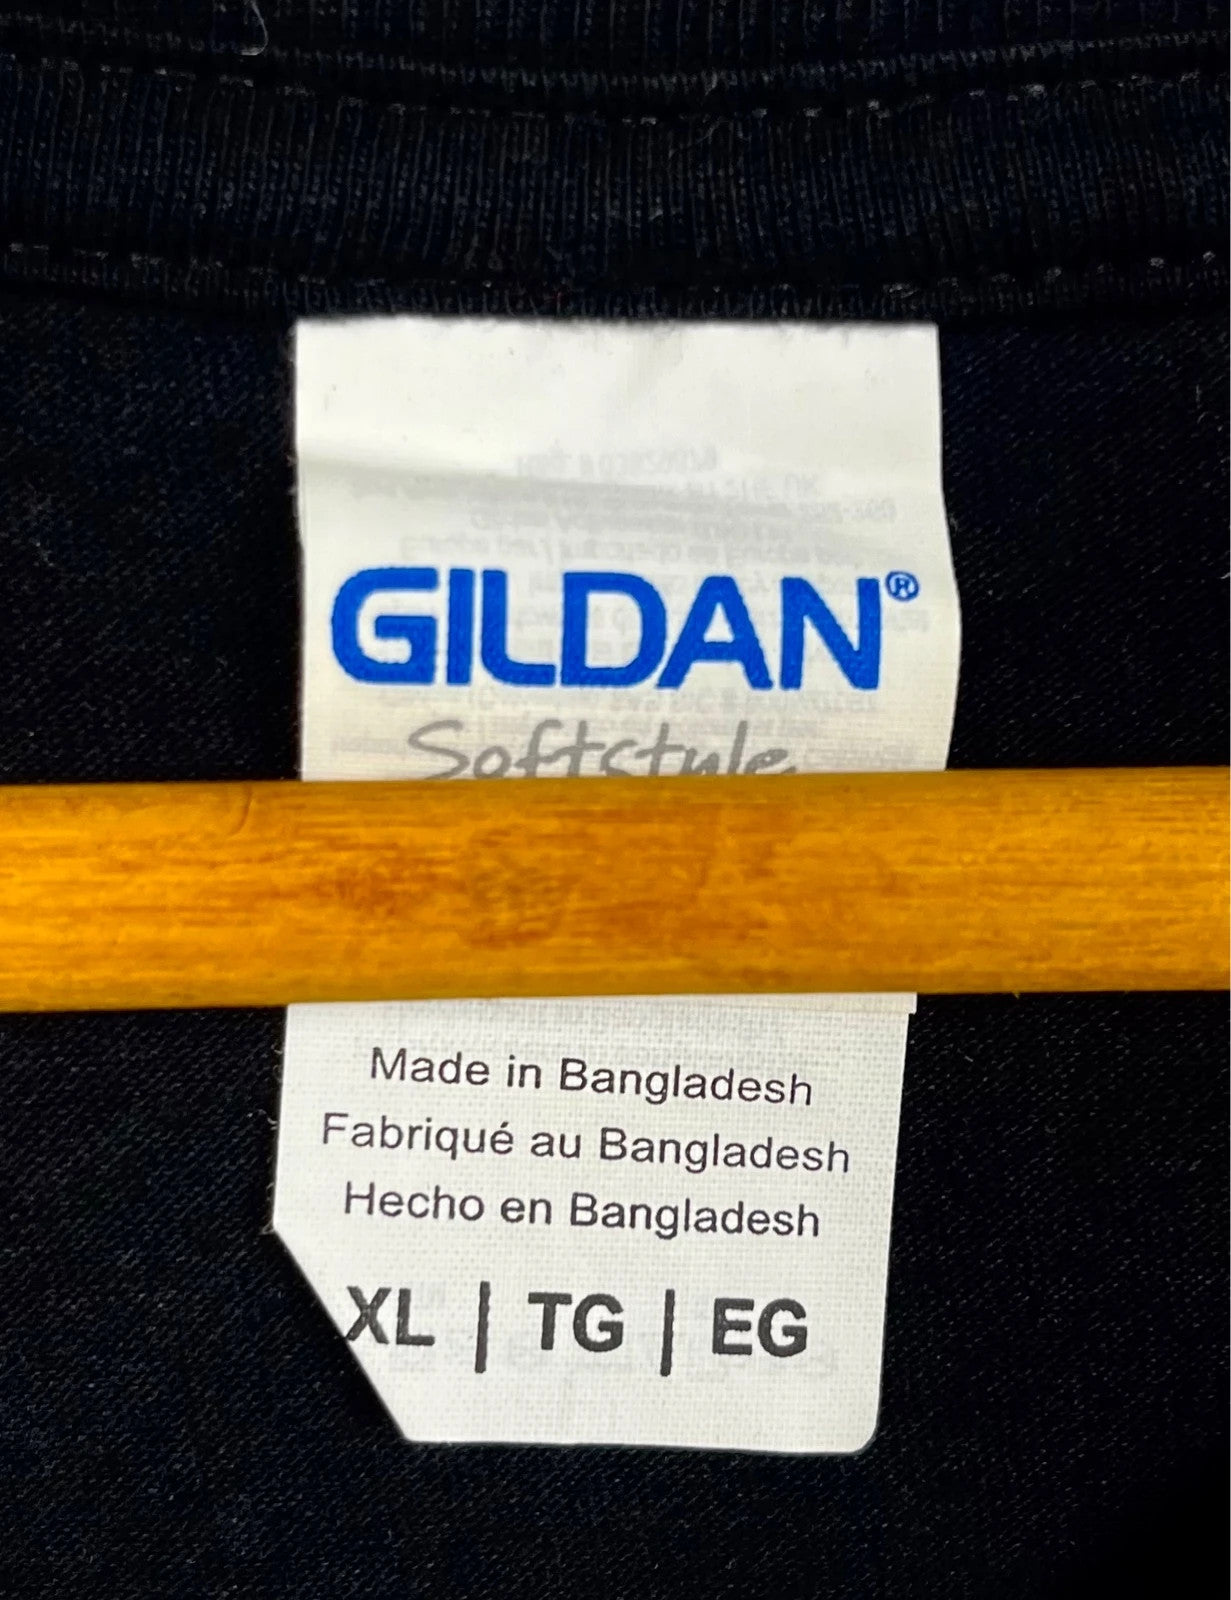 GILDAN®
Softstyle
Made in Bangladesh
Fabriqué au Bangladesh
Hecho en Bangladesh
XL | TG | EG